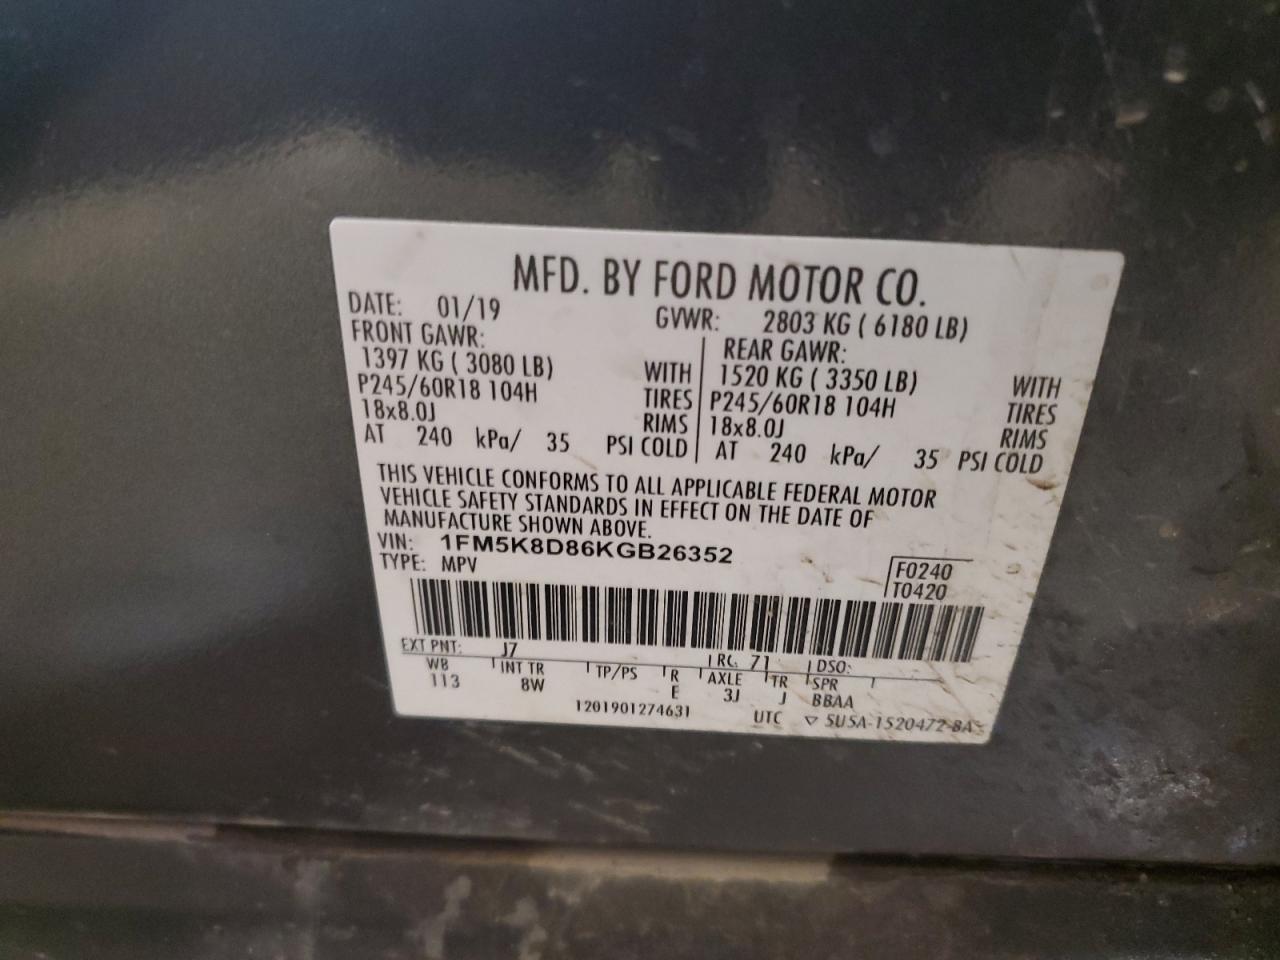 MFD. BY FORD MOTOR CO.
DATE: 01/19 GVWR: 2803 KG ( 6180 LB)
FRONT GAWR: REAR GAWR:
1397 KG ( 3080 LB) WITH 1520 KG ( 3350 LB) WITH
P245/60R18 104H TIRES P245/60R18 104H TIRES
18x8.0J RIMS 18x8.0J RIMS
AT 240 kPa/ 35 PSI COLD AT 240 kPa/ 35 PSI COLD
THIS VEHICLE CONFORMS TO ALL APPLICABLE FEDERAL MOTOR
VEHICLE SAFETY STANDARDS IN EFFECT ON THE DATE OF
MANUFACTURE SHOWN ABOVE.
VIN: 1FM5K8D86KGB26352
TYPE: MPV F0240
T0420
EXT PNT: J7 RC: 71 DSO:
WB INT TR TP/PS R AXLE TR SPR
113 8W E 3J J BBAA
1201901274631 UTC ▽ SU5A-1520472-BA